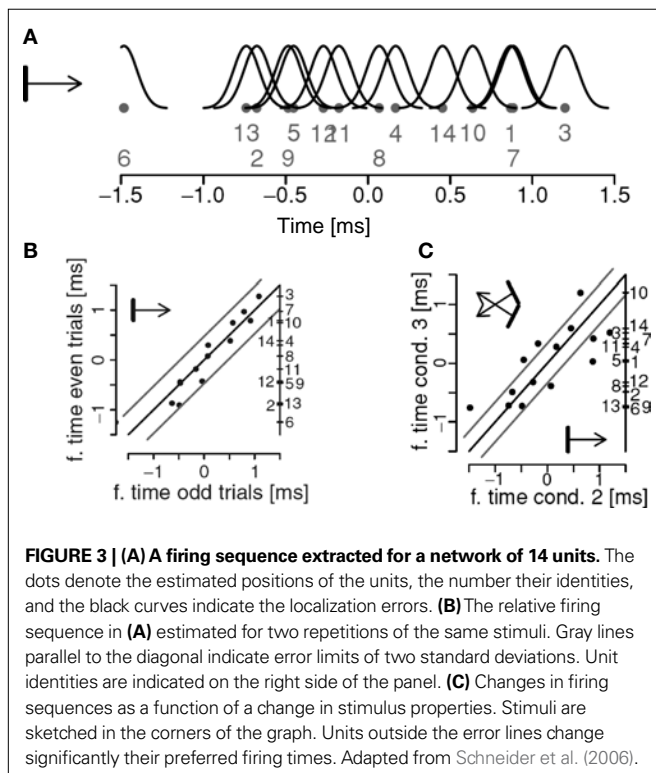 A
13 5 12 11 4 14 10 1 3
6 2 9 8 7
−1.5 −1.0 −0.5 0.0 0.5 1.0 1.5
Time [ms]
B
f. time even trials [ms]
1
0
−1
3
7
1 10
14 4
8
11
12 59
2 13
6
−1 0 1
f. time odd trials [ms]
C
f. time cond. 3 [ms]
1
0
−1
10
14
3 7
11 4
5 1
12
8
2
13 69
−1 0 1
f. time cond. 2 [ms]
FIGURE 3 | (A) A firing sequence extracted for a network of 14 units. The
dots denote the estimated positions of the units, the number their identities,
and the black curves indicate the localization errors. (B) The relative firing
sequence in (A) estimated for two repetitions of the same stimuli. Gray lines
parallel to the diagonal indicate error limits of two standard deviations. Unit
identities are indicated on the right side of the panel. (C) Changes in firing
sequences as a function of a change in stimulus properties. Stimuli are
sketched in the corners of the graph. Units outside the error lines change
significantly their preferred firing times. Adapted from Schneider et al. (2006).